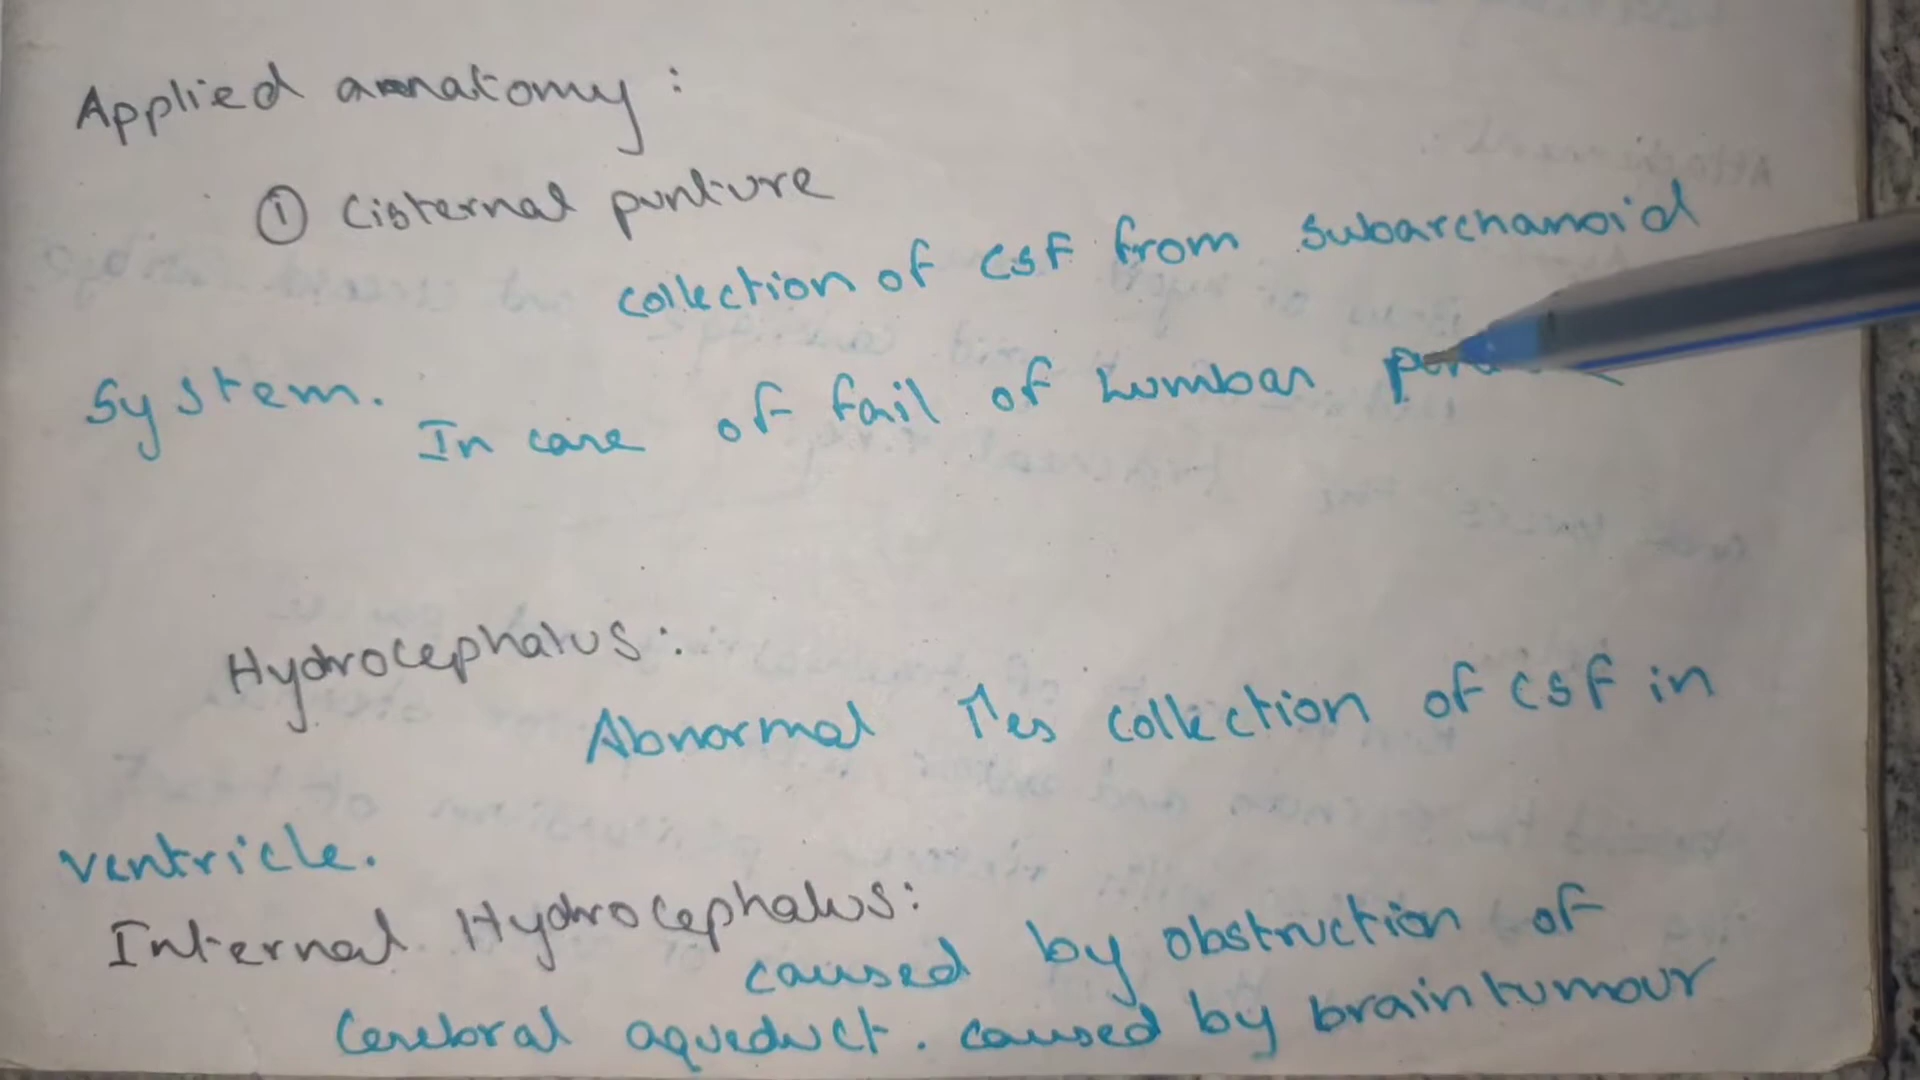 Applied anatomy :
① Cisternal punture
collection of CSF from subarchanoid
system.
In case of fail of Lumbar
Hydrocephalus :
Abnormal ↑es collection of CSF in
ventricle.
Internal Hydrocephalus :
caused by obstruction of
Cerebral aqueduct. caused by brain tumour